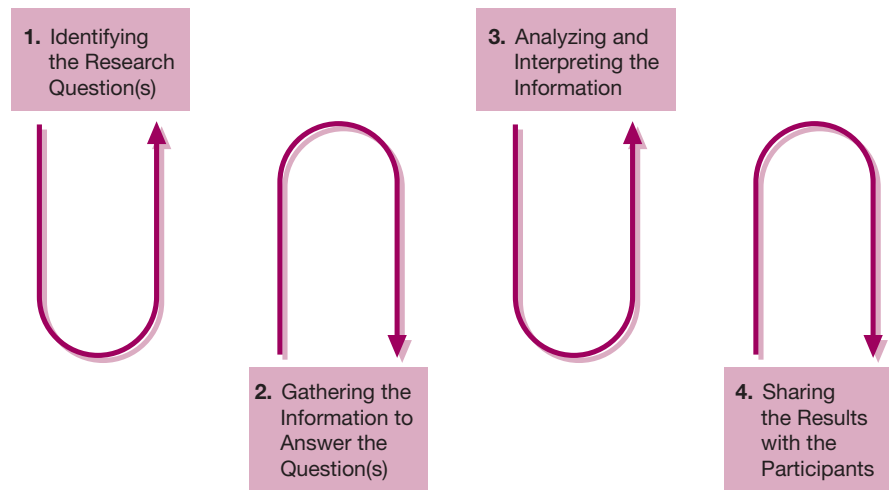 1. Identifying
the Research
Question(s)
2. Gathering the
Information to
Answer the
Question(s)
3. Analyzing and
Interpreting the
Information
4. Sharing
the Results
with the
Participants